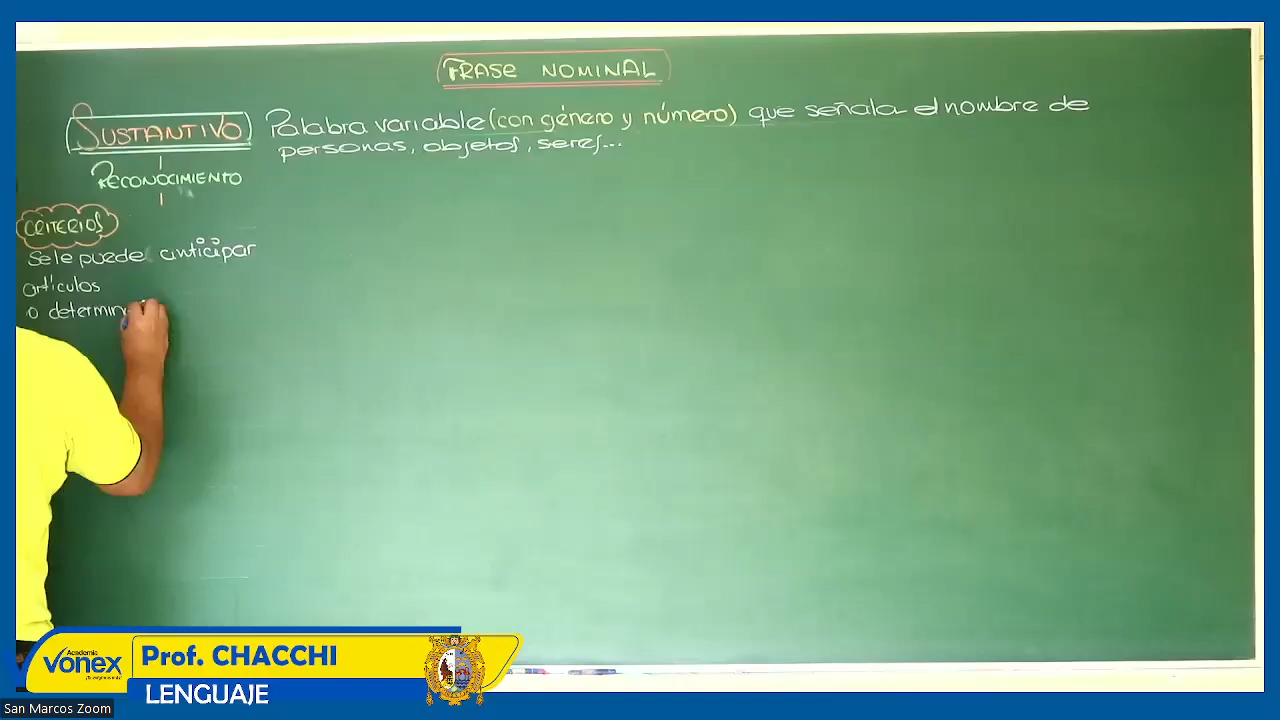 FRASE NOMINAL
SUSTANTIVO Palabra variable (con género y número) que señala el nombre de
personas, objetos, seres...
RECONOCIMIENTO
CRITERIOS
Se le puede anticipar
artículos
o determin
Academia
VONEX
Prof. CHACCHI
LENGUAJE
San Marcos Zoom